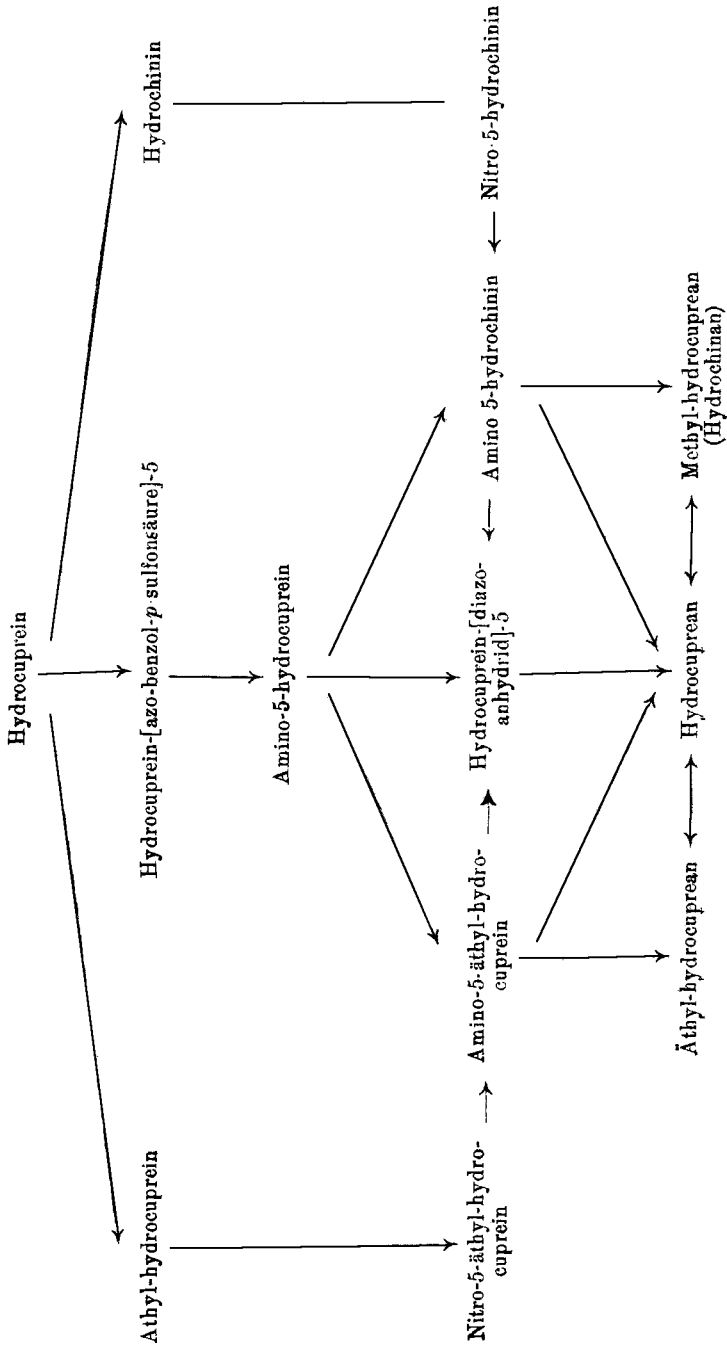 Hydrocuprein
Athyl-hydrocuprein
Hydrocuprein-[azo-benzol-p·sulfonsäure]-5
Hydrochinin
Amino-5-hydrocuprein
Nitro-5-äthyl-hydro-
cuprein
Amino-5-äthyl-hydro-
cuprein
Hydrocuprein-[diazo-
anhydrid]-5
Amino 5-hydrochinin
Nitro·5-hydrochinin
Äthyl-hydrocuprean
Hydrocuprean
Methyl-hydrocuprean
(Hydrochinan)